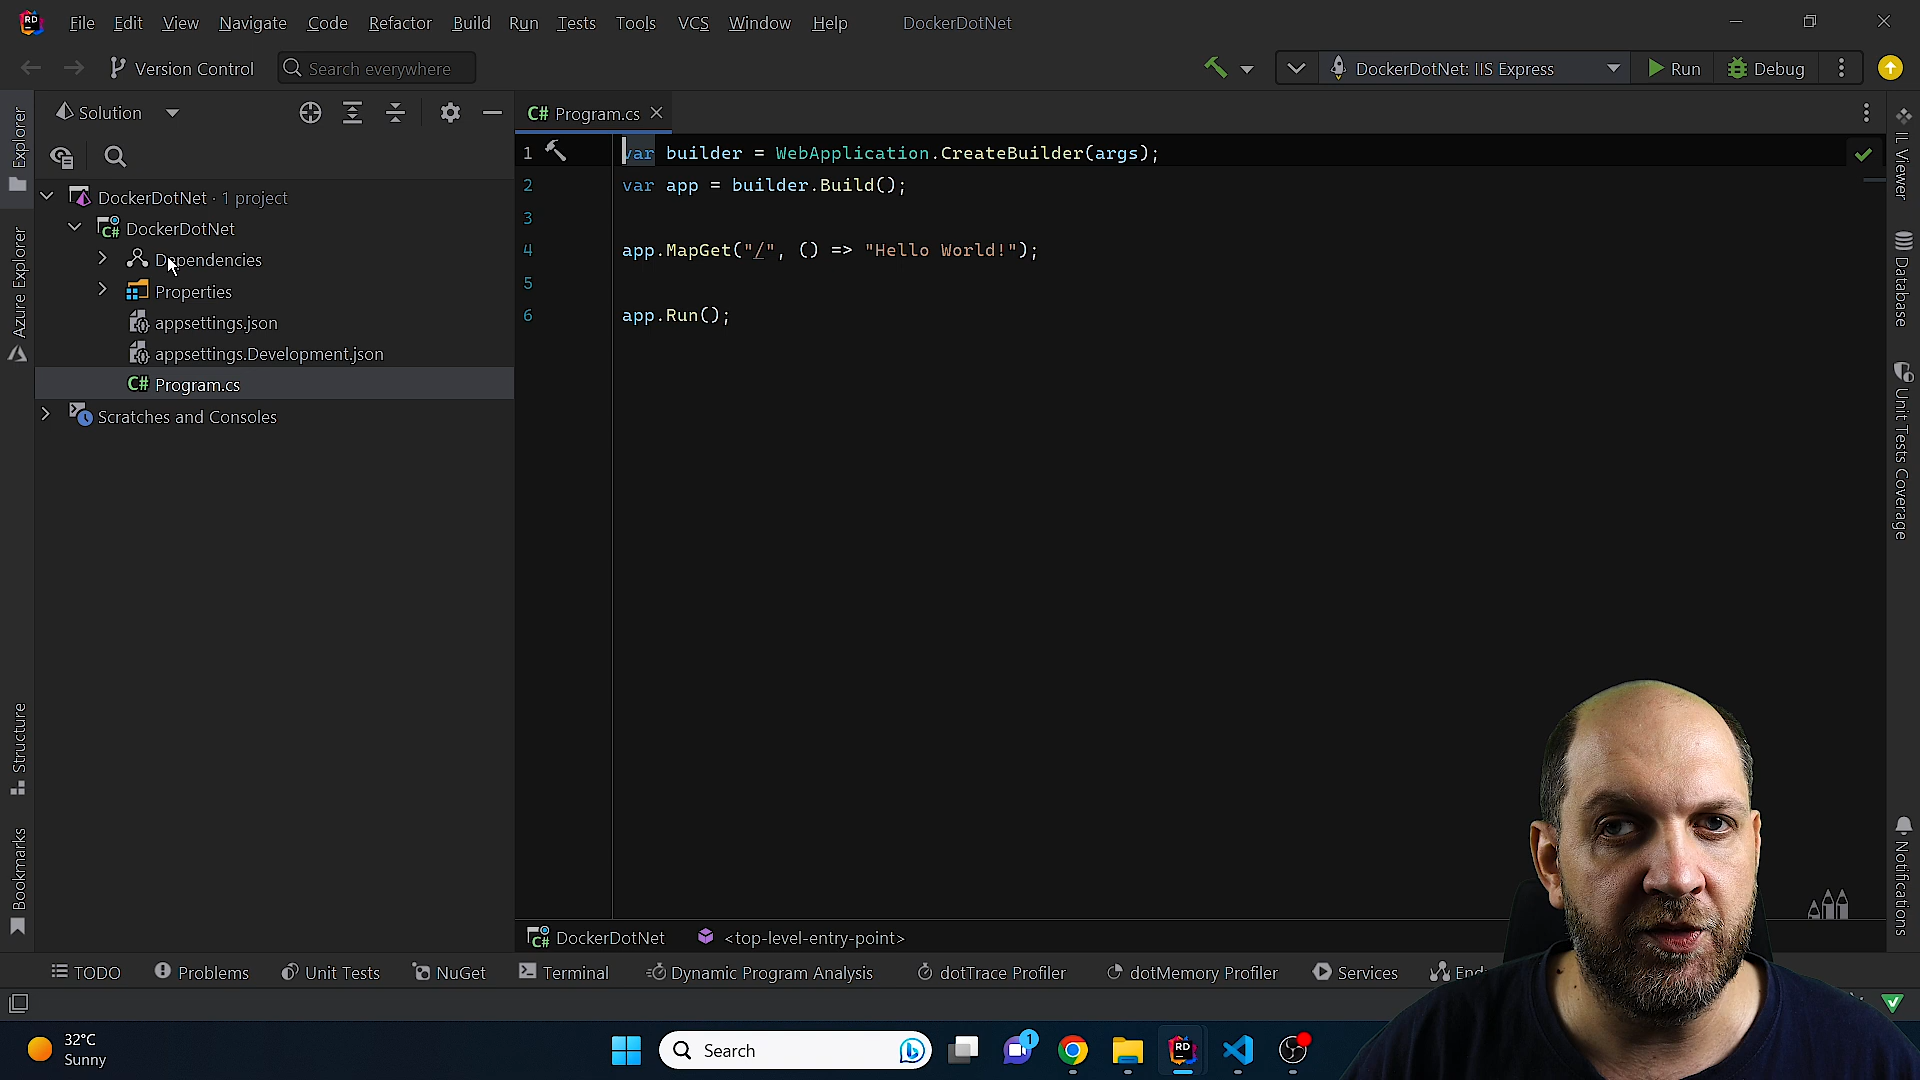 RD File Edit View Navigate Code Refactor Build Run Tests Tools VCS Window Help DockerDotNet
Version Control Search everywhere DockerDotNet: IIS Express Run Debug
Explorer
Azure Explorer
Structure
Bookmarks
Solution
DockerDotNet · 1 project
C# DockerDotNet
Dependencies
Properties
appsettings.json
appsettings.Development.json
C# Program.cs
Scratches and Consoles
C# Program.cs
1 var builder = WebApplication.CreateBuilder(args);
2 var app = builder.Build();
3
4 app.MapGet("/", () => "Hello World!");
5
6 app.Run();
IL Viewer
Database
Unit Tests Coverage
Notifications
C# DockerDotNet <top-level-entry-point>
TODO Problems Unit Tests NuGet Terminal Dynamic Program Analysis dotTrace Profiler dotMemory Profiler Services
32°C
Sunny
Search
1
RD